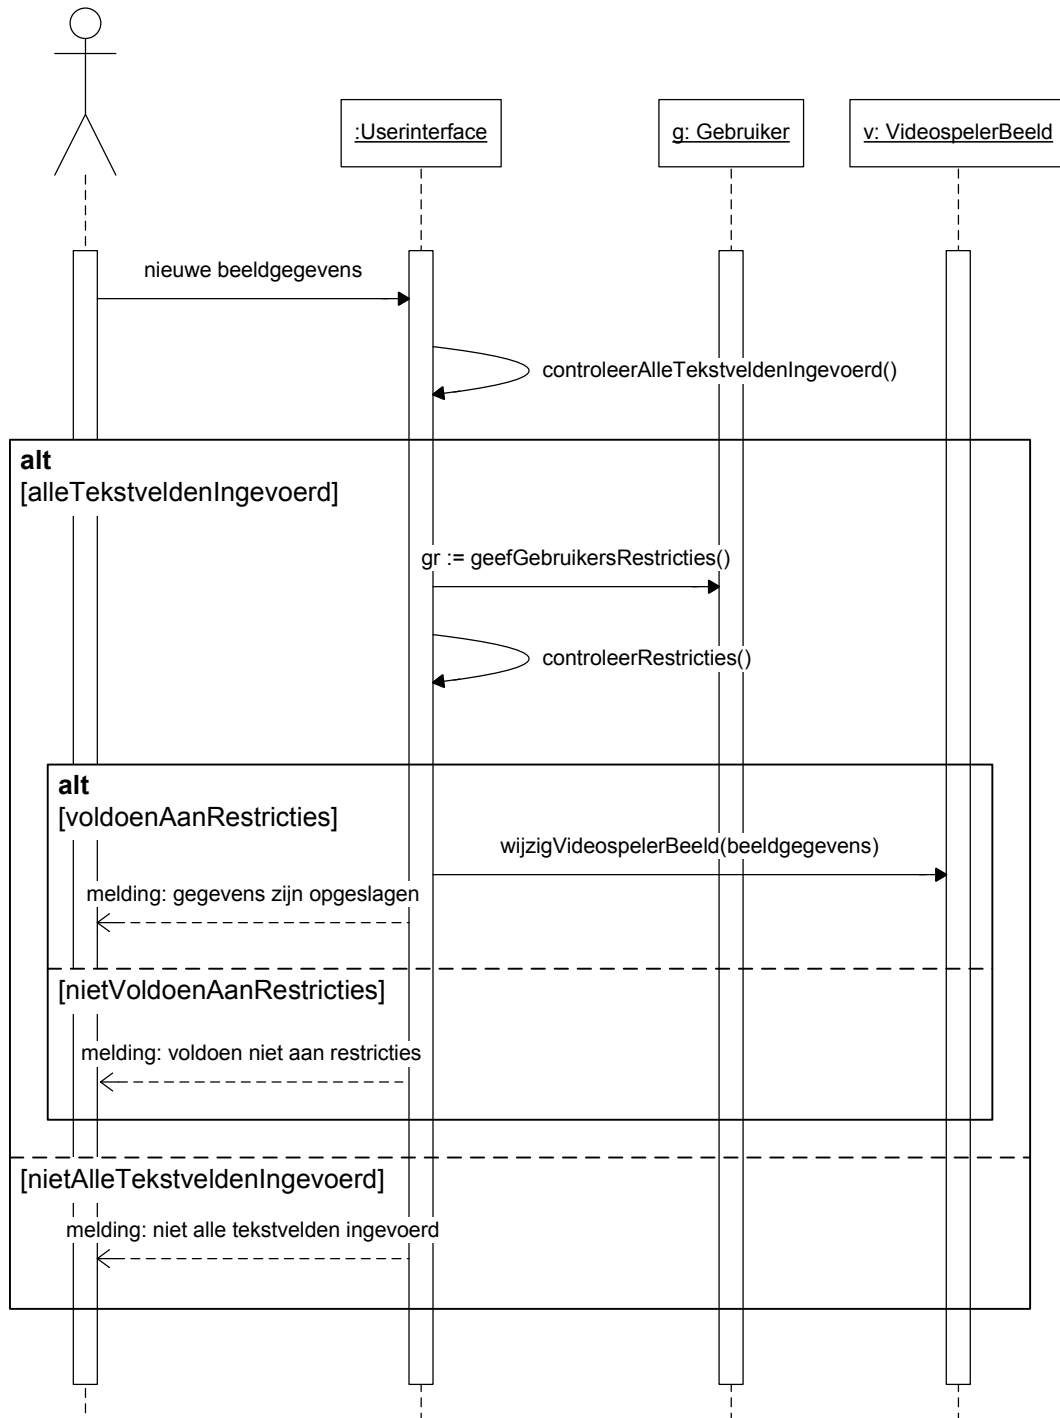 :Userinterface
g: Gebruiker
v: VideospelerBeeld
nieuwe beeldgegevens
controleerAlleTekstveldenIngevoerd()
alt
[alleTekstveldenIngevoerd]
gr := geefGebruikersRestricties()
controleerRestricties()
alt
[voldoenAanRestricties]
wijzigVideospelerBeeld(beeldgegevens)
melding: gegevens zijn opgeslagen
[nietVoldoenAanRestricties]
melding: voldoen niet aan restricties
[nietAlleTekstveldenIngevoerd]
melding: niet alle tekstvelden ingevoerd